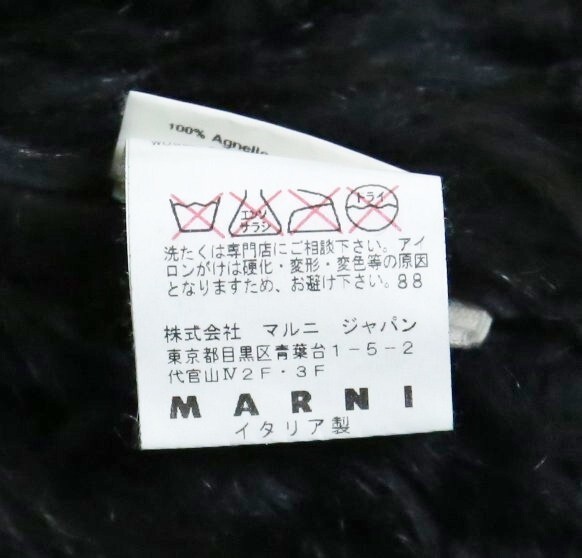 100% Agnello
エンソ
サラシ
ドライ
洗たくは専門店にご相談下さい。アイ
ロンがけは硬化・変形・変色等の原因
となりますため、お避け下さい。88
株式会社 マルニ ジャパン
東京都目黒区青葉台1-5-2
代官山Ⅳ2F・3F
MARNI
イタリア製